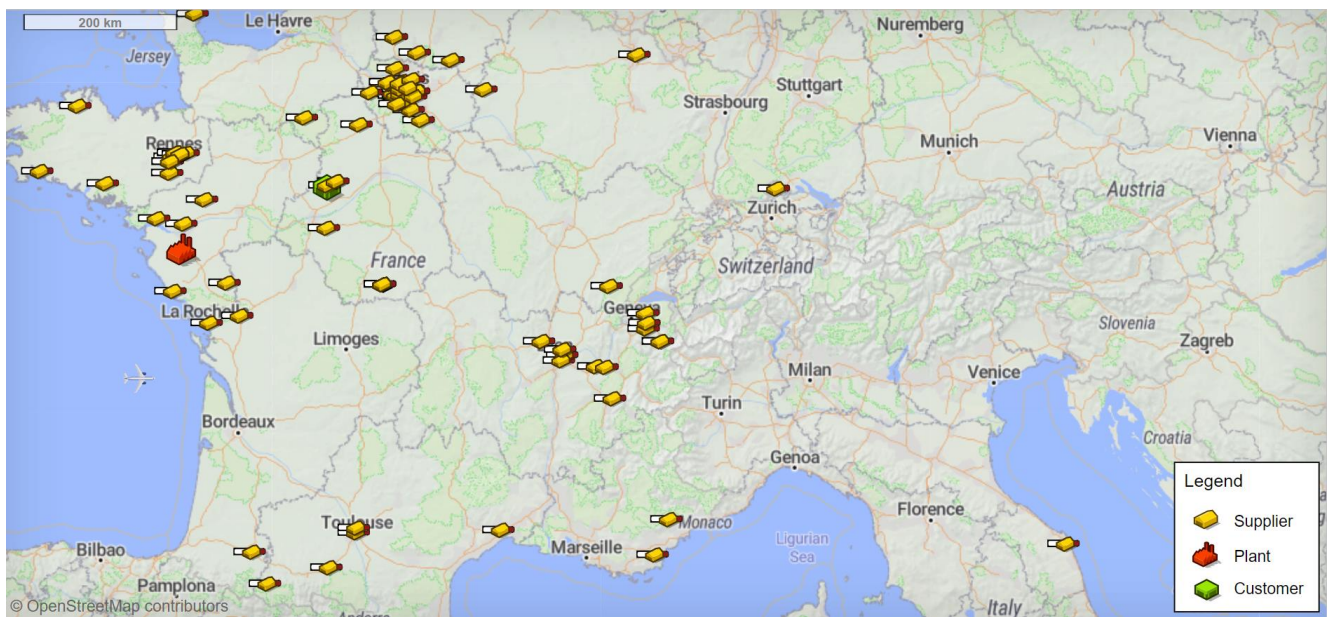 200 km
Le Havre
Nuremberg
Jersey
Stuttgart
Strasbourg
Munich
Vienna
Rennes
Austria
Zurich
France
Switzerland
La Rochell
Slovenia
Limoges
Zagreb
Milan
Venice
Turin
Bordeaux
Croatia
Genoa
Legend
Supplier
Plant
Customer
Florence
Toulouse
Monaco
Marseille
Ligurian
Sea
Bilbao
Pamplona
© OpenStreetMap contributors
Italy